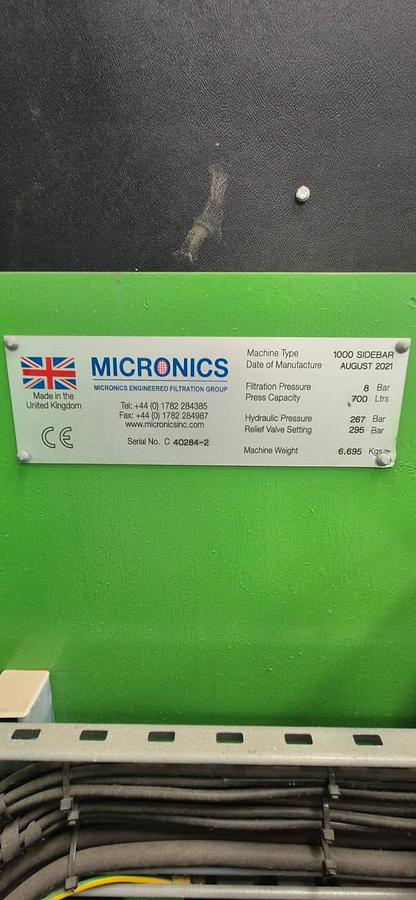 MICRONICS
MICRONICS ENGINEERED FILTRATION GROUP
Made in the
United Kingdom
CE
Tel: +44 (0) 1782 284385
Fax: +44 (0) 1782 284987
www.micronicsinc.com
Serial No. C 40284-2
Machine Type 1000 SIDEBAR
Date of Manufacture AUGUST 2021
Filtration Pressure 8 Bar
Press Capacity 700 Ltrs
Hydraulic Pressure 267 Bar
Relief Valve Setting 295 Bar
Machine Weight 6.695 Kgs